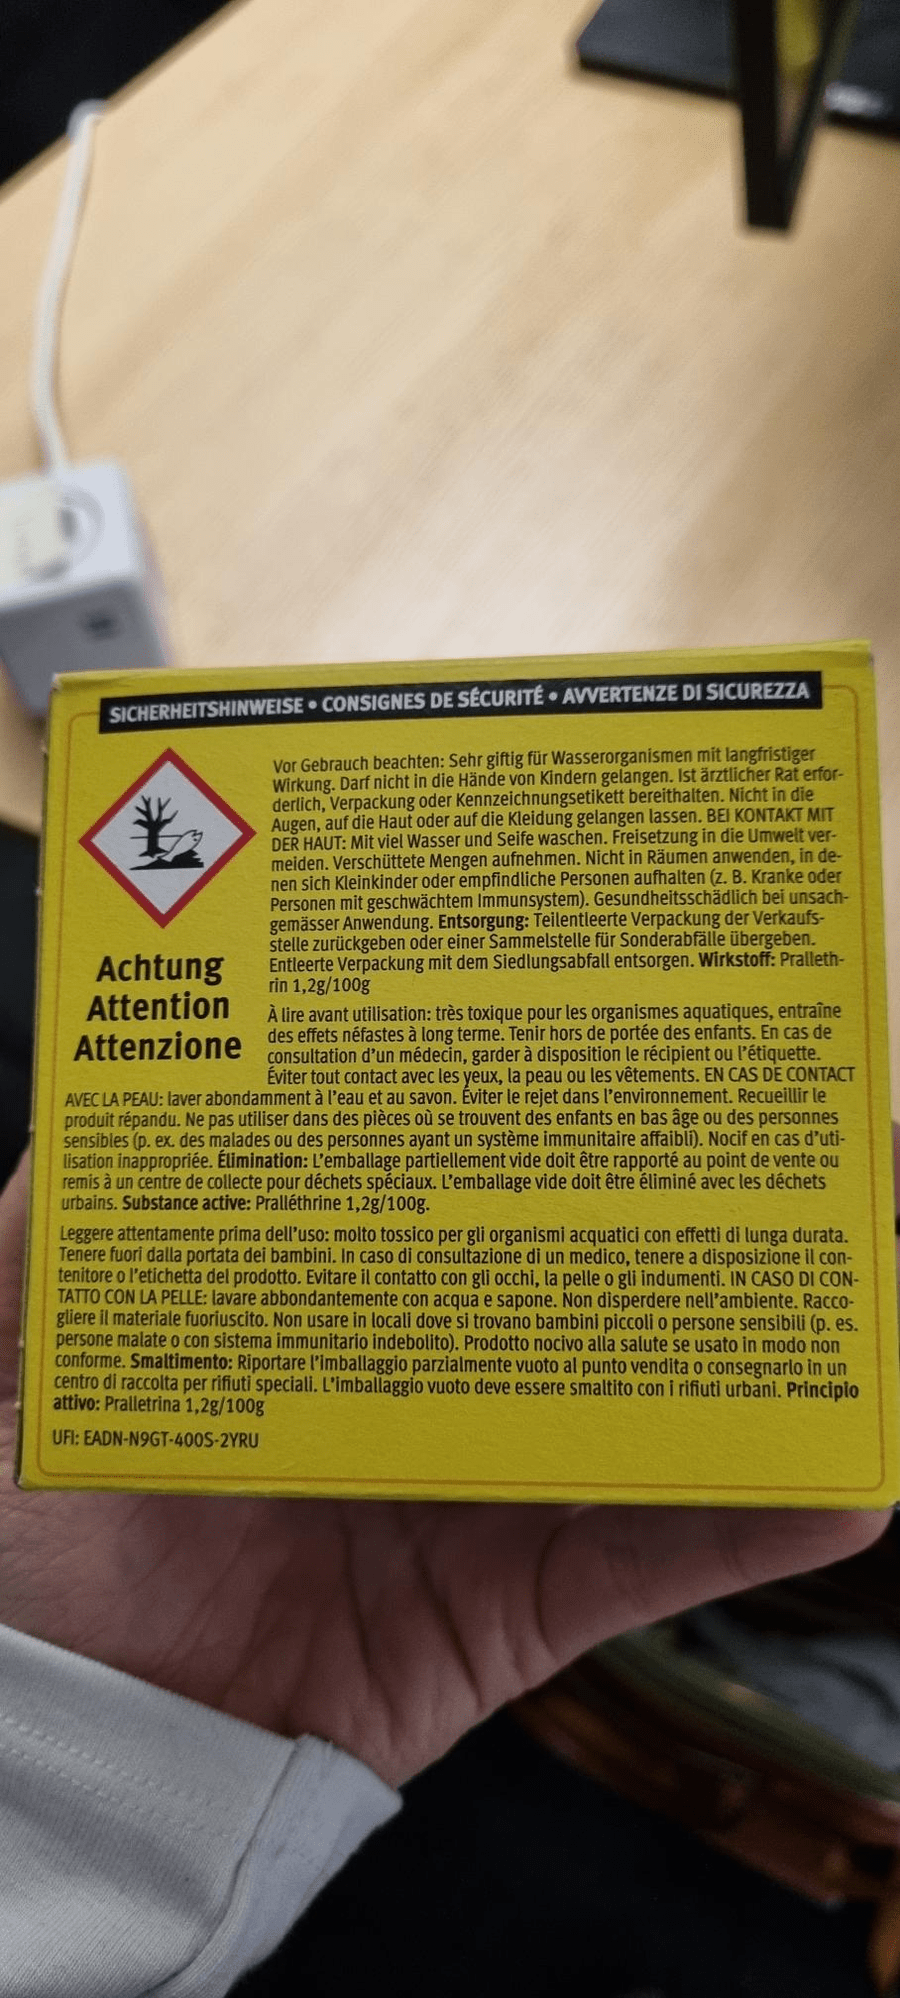 SICHERHEITSHINWEISE • CONSIGNES DE SÉCURITÉ • AVVERTENZE DI SICUREZZA
Vor Gebrauch beachten: Sehr giftig für Wasserorganismen mit langfristiger
Wirkung. Darf nicht in die Hände von Kindern gelangen. Ist ärztlicher Rat erfor-
derlich, Verpackung oder Kennzeichnungsetikett bereithalten. Nicht in die
Augen, auf die Haut oder auf die Kleidung gelangen lassen. BEI KONTAKT MIT
DER HAUT: Mit viel Wasser und Seife waschen. Freisetzung in die Umwelt ver-
meiden. Verschüttete Mengen aufnehmen. Nicht in Räumen anwenden, in de-
nen sich Kleinkinder oder empfindliche Personen aufhalten (z. B. Kranke oder
Personen mit geschwächtem Immunsystem). Gesundheitsschädlich bei unsach-
gemässer Anwendung. Entsorgung: Teilentleerte Verpackung der Verkaufs-
stelle zurückgeben oder einer Sammelstelle für Sonderabfälle übergeben.
Entleerte Verpackung mit dem Siedlungsabfall entsorgen. Wirkstoff: Pralleth-
rin 1,2g/100g
Achtung
Attention
Attenzione
À lire avant utilisation: très toxique pour les organismes aquatiques, entraîne
des effets néfastes à long terme. Tenir hors de portée des enfants. En cas de
consultation d'un médecin, garder à disposition le récipient ou l'étiquette.
Éviter tout contact avec les yeux, la peau ou les vêtements. EN CAS DE CONTACT
AVEC LA PEAU: laver abondamment à l'eau et au savon. Éviter le rejet dans l'environnement. Recueillir le
produit répandu. Ne pas utiliser dans des pièces où se trouvent des enfants en bas âge ou des personnes
sensibles (p. ex. des malades ou des personnes ayant un système immunitaire affaibli). Nocif en cas d'uti-
lisation inappropriée. Élimination: L'emballage partiellement vide doit être rapporté au point de vente ou
remis à un centre de collecte pour déchets spéciaux. L'emballage vide doit être éliminé avec les déchets
urbains. Substance active: Pralléthrine 1,2g/100g.
Leggere attentamente prima dell'uso: molto tossico per gli organismi acquatici con effetti di lunga durata.
Tenere fuori dalla portata dei bambini. In caso di consultazione di un medico, tenere a disposizione il con-
tenitore o l'etichetta del prodotto. Evitare il contatto con gli occhi, la pelle o gli indumenti. IN CASO DI CON-
TATTO CON LA PELLE: lavare abbondantemente con acqua e sapone. Non disperdere nell'ambiente. Racco-
gliere il materiale fuoriuscito. Non usare in locali dove si trovano bambini piccoli o persone sensibili (p. es.
persone malate o con sistema immunitario indebolito). Prodotto nocivo alla salute se usato in modo non
conforme. Smaltimento: Riportare l'imballaggio parzialmente vuoto al punto vendita o consegnarlo in un
centro di raccolta per rifiuti speciali. L'imballaggio vuoto deve essere smaltito con i rifiuti urbani. Principio
attivo: Pralletrina 1,2g/100g
UFI: EADN-N9GT-400S-2YRU